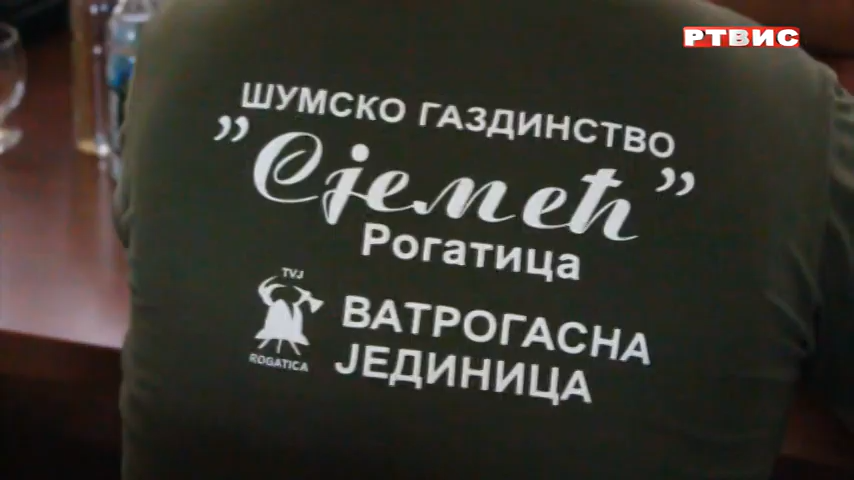 РТВИС
ШУМСКО ГАЗДИНСТВО
”Сјемећ”
Рогатица
TVJ
ROGATICA
ВАТРОГАСНА
ЈЕДИНИЦА